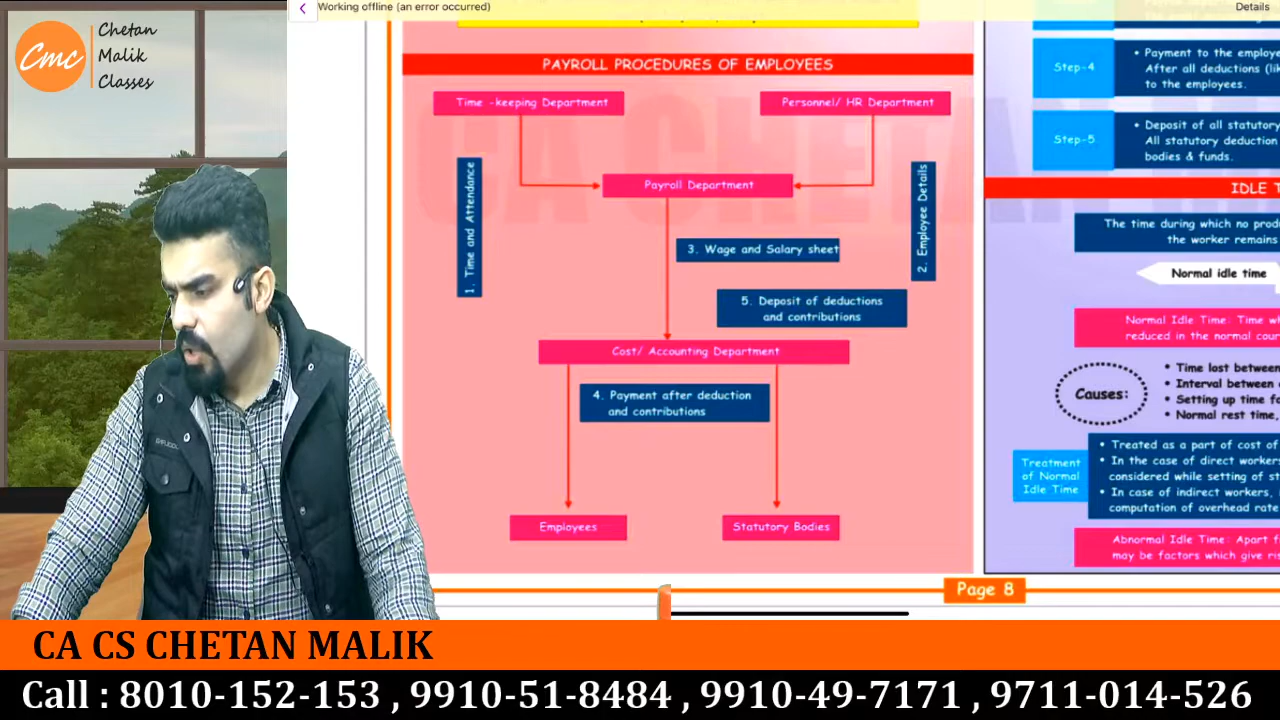 Cmc
Chetan
Malik
Classes
Working offline (an error occurred)
Details
PAYROLL PROCEDURES OF EMPLOYEES
Time -keeping Department
Personnel/ HR Department
1. Time and Attendance
Payroll Department
2. Employee Details
3. Wage and Salary sheet
5. Deposit of deductions
and contributions
Cost/ Accounting Department
4. Payment after deduction
and contributions
Employees
Statutory Bodies
Step-4
• Payment to the employe
After all deductions (lik
to the employees.
Step-5
• Deposit of all statutory
All statutory deduction
bodies & funds.
IDLE T
The time during which no prod
the worker remains
Normal idle time
Normal Idle Time: Time wh
reduced in the normal cour
Causes:
• Time lost between
• Interval between
• Setting up time fo
• Normal rest time,
Treatment
of Normal
Idle Time
• Treated as a part of cost of
• In the case of direct workers
considered while setting of st
• In case of indirect workers,
computation of overhead rate
Abnormal Idle Time: Apart f
may be factors which give ris
Page 8
CA CS CHETAN MALIK
Call : 8010-152-153 , 9910-51-8484 , 9910-49-7171 , 9711-014-526